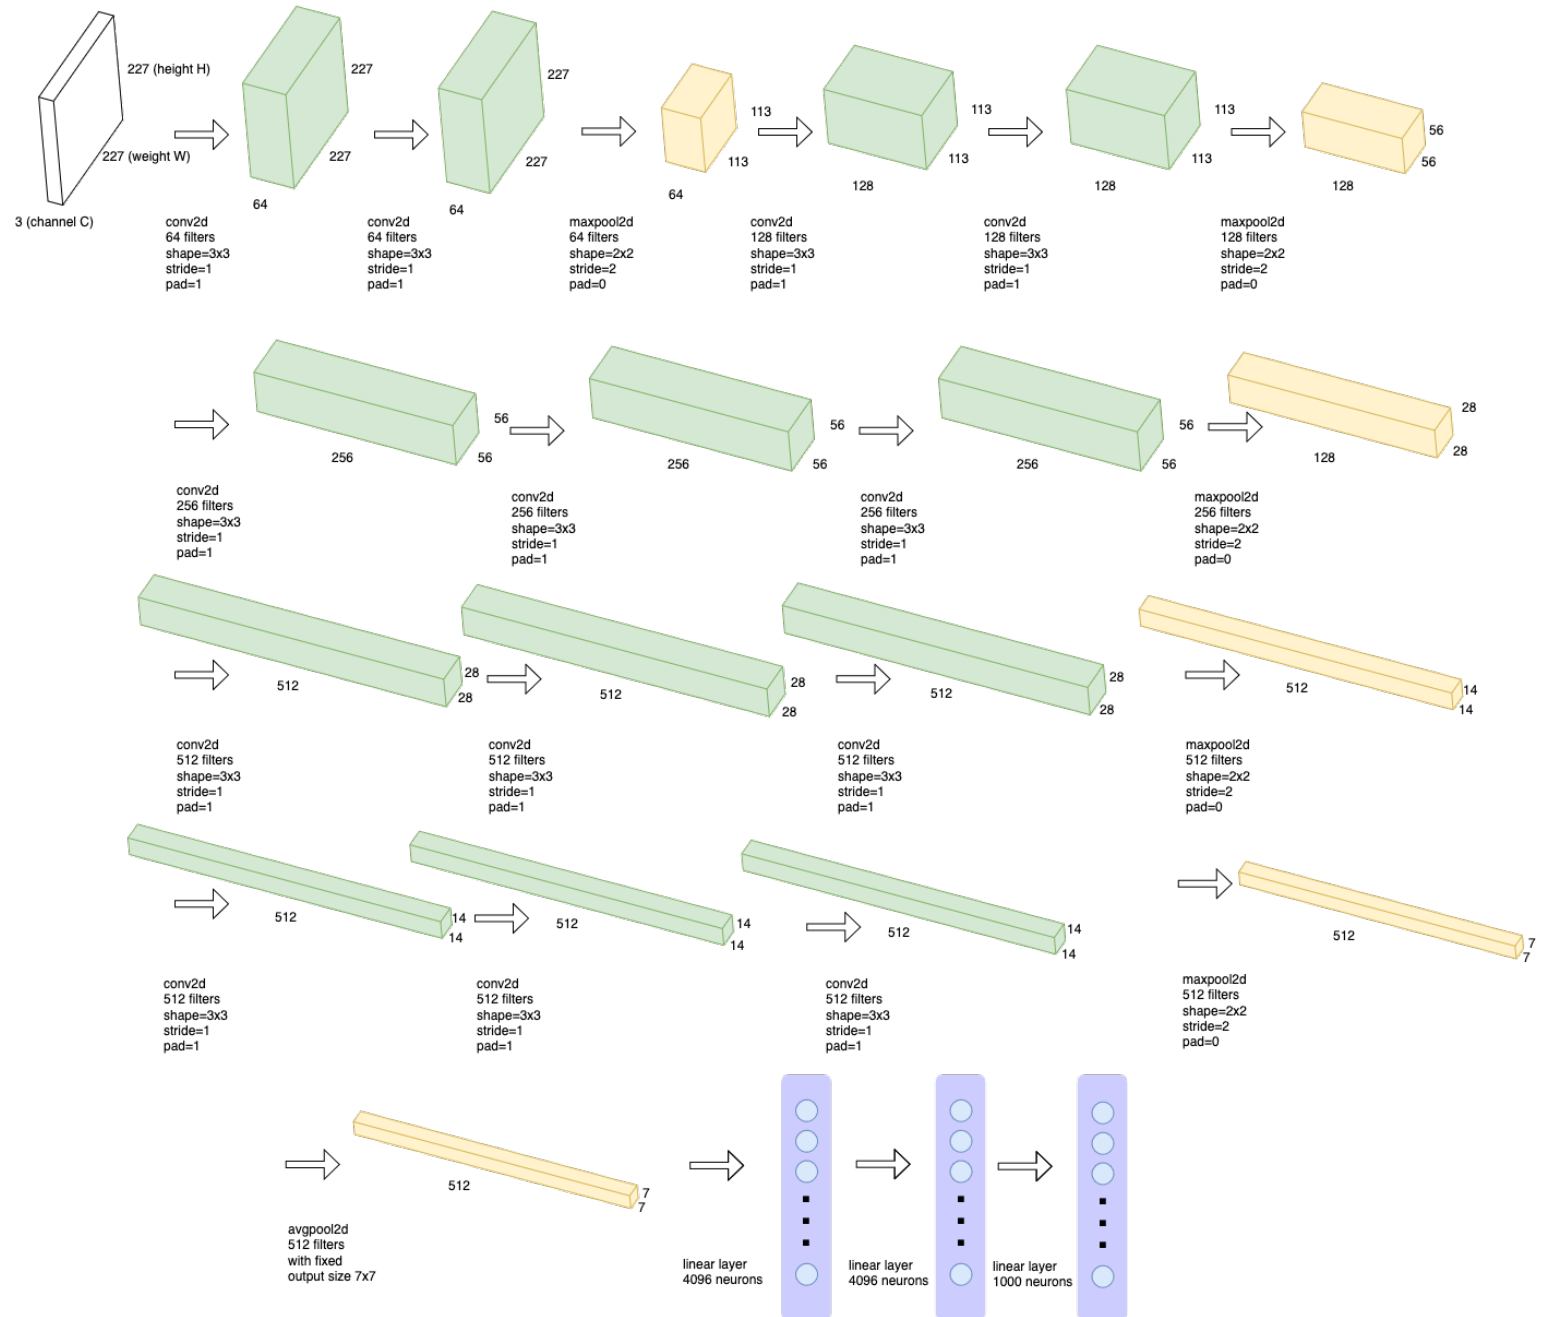 227 (height H)
227 (weight W)
3 (channel C)
227
227
64
227
227
64
113
113
64
113
113
128
113
113
128
56
56
128
conv2d
64 filters
shape=3x3
stride=1
pad=1
conv2d
64 filters
shape=3x3
stride=1
pad=1
maxpool2d
64 filters
shape=2x2
stride=2
pad=0
conv2d
128 filters
shape=3x3
stride=1
pad=1
conv2d
128 filters
shape=3x3
stride=1
pad=1
maxpool2d
128 filters
shape=2x2
stride=2
pad=0
56
56
256
56
56
256
56
56
256
28
28
128
conv2d
256 filters
shape=3x3
stride=1
pad=1
conv2d
256 filters
shape=3x3
stride=1
pad=1
conv2d
256 filters
shape=3x3
stride=1
pad=1
maxpool2d
256 filters
shape=2x2
stride=2
pad=0
28
28
512
28
28
512
28
28
512
14
14
512
conv2d
512 filters
shape=3x3
stride=1
pad=1
conv2d
512 filters
shape=3x3
stride=1
pad=1
conv2d
512 filters
shape=3x3
stride=1
pad=1
maxpool2d
512 filters
shape=2x2
stride=2
pad=0
14
14
512
14
14
512
14
14
512
7
7
512
conv2d
512 filters
shape=3x3
stride=1
pad=1
conv2d
512 filters
shape=3x3
stride=1
pad=1
conv2d
512 filters
shape=3x3
stride=1
pad=1
maxpool2d
512 filters
shape=2x2
stride=2
pad=0
7
7
512
avgpool2d
512 filters
with fixed
output size 7x7
linear layer
4096 neurons
linear layer
4096 neurons
linear layer
1000 neurons